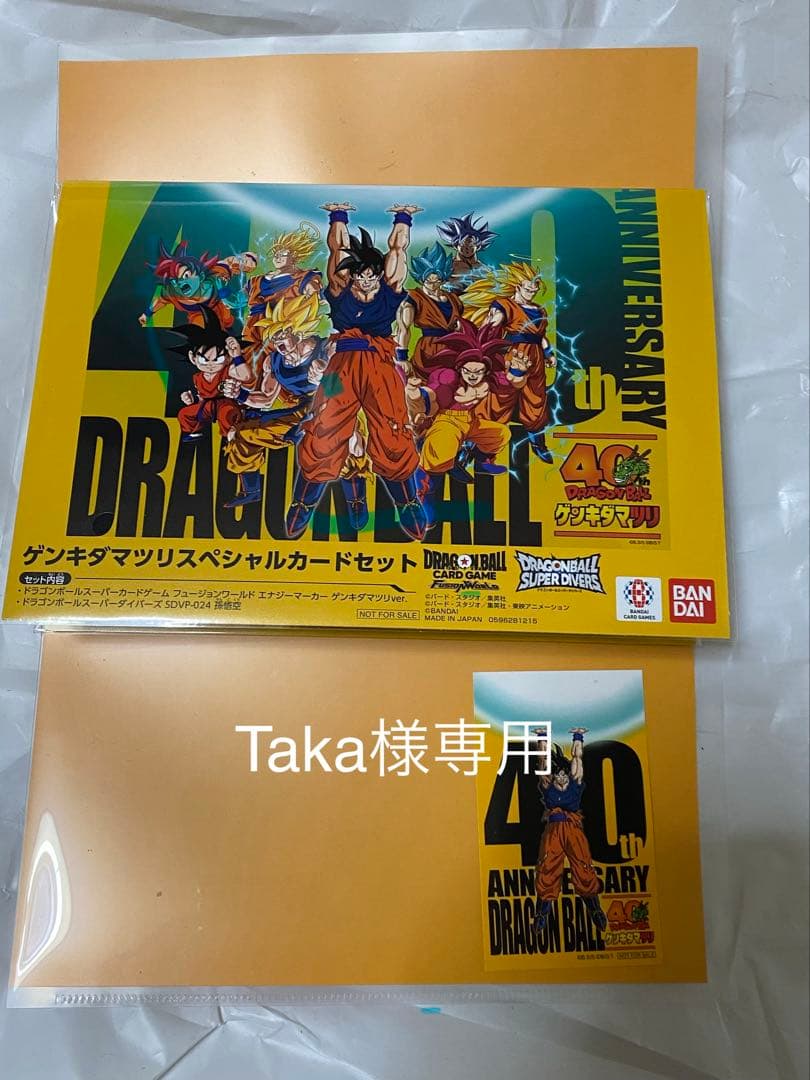 40th
ANNIVERSARY
DRAGON BALL
40th
DRAGON BALL
ゲンキダマツリ
ゲンキダマツリスペシャルカードセット
DRAGONBALL
CARD GAME
FUSION WORLD
DRAGONBALL
SUPER DIVERS
セット内容
・ドラゴンボールスーパーカードゲーム フュージョンワールド エナジーマーカー ゲンキダマツリver.
・ドラゴンボールスーパーダイバーズ SDVP-024 孫悟空
NOT FOR SALE
©バード・スタジオ/集英社
©バード・スタジオ/集英社・東映アニメーション
©BANDAI
MADE IN JAPAN 0596281215
BANDAI
CARD GAMES
BAN
DAI
Taka様専用
40th
ANNIVERSARY
DRAGON BALL
40th
DRAGON BALL
ゲンキダマツリ
NOT FOR SALE